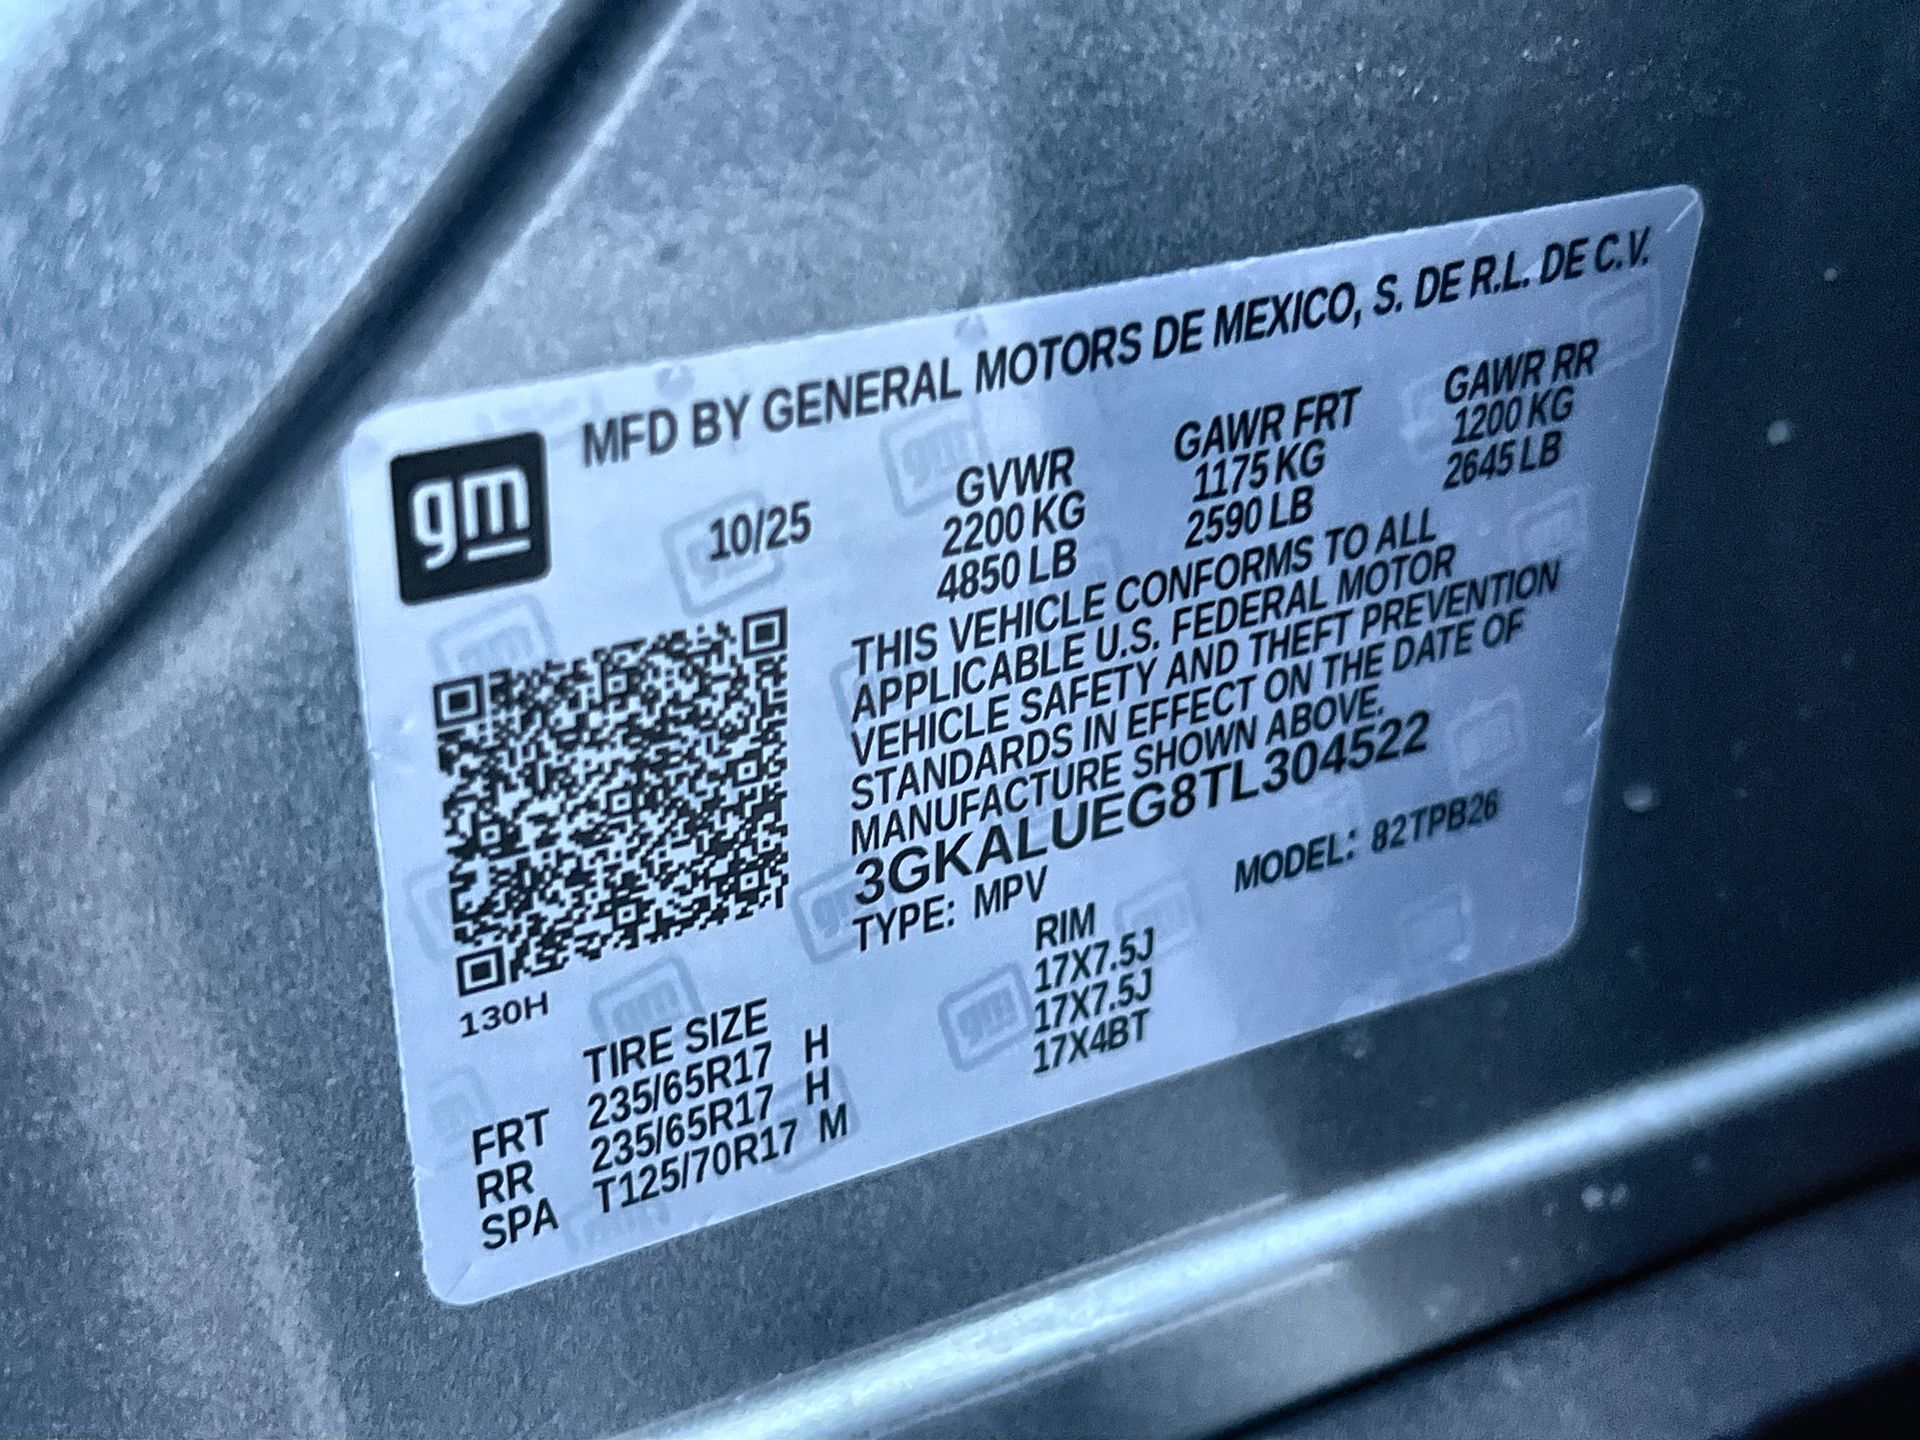 MFD BY GENERAL MOTORS DE MEXICO, S. DE R.L. DE C.V.
gm
10/25
GVWR GAWR FRT GAWR RR
2200 KG 1175 KG 1200 KG
4850 LB 2590 LB 2645 LB
THIS VEHICLE CONFORMS TO ALL
APPLICABLE U.S. FEDERAL MOTOR
VEHICLE SAFETY AND THEFT PREVENTION
STANDARDS IN EFFECT ON THE DATE OF
MANUFACTURE SHOWN ABOVE.
3GKALUEG8TL304522
TYPE: MPV MODEL: 82TPB26
130H
TIRE SIZE RIM
FRT 235/65R17 H 17X7.5J
RR 235/65R17 H 17X7.5J
SPA T125/70R17 M 17X4BT